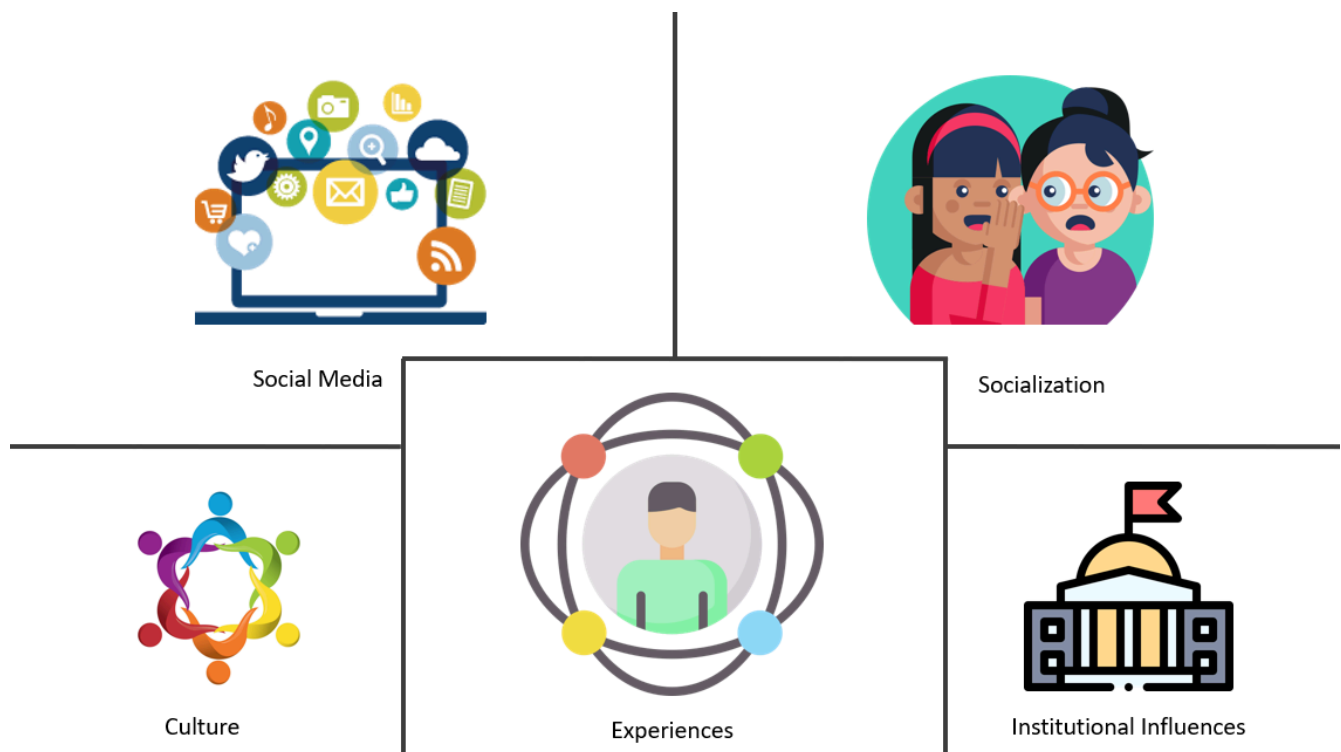 Social Media
Socialization
Culture
Experiences
Institutional Influences